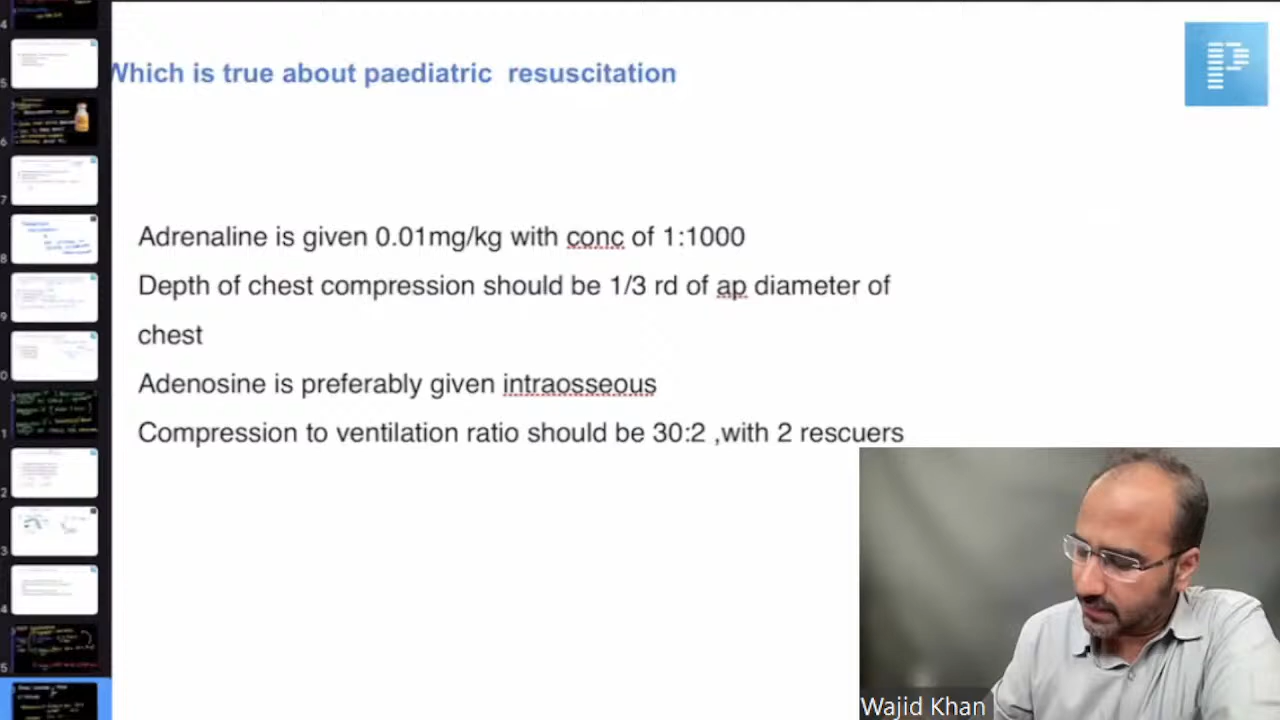 Which is true about paediatric resuscitation
Adrenaline is given 0.01mg/kg with conc of 1:1000
Depth of chest compression should be 1/3 rd of ap diameter of
chest
Adenosine is preferably given intraosseous
Compression to ventilation ratio should be 30:2 ,with 2 rescuers
Wajid Khan